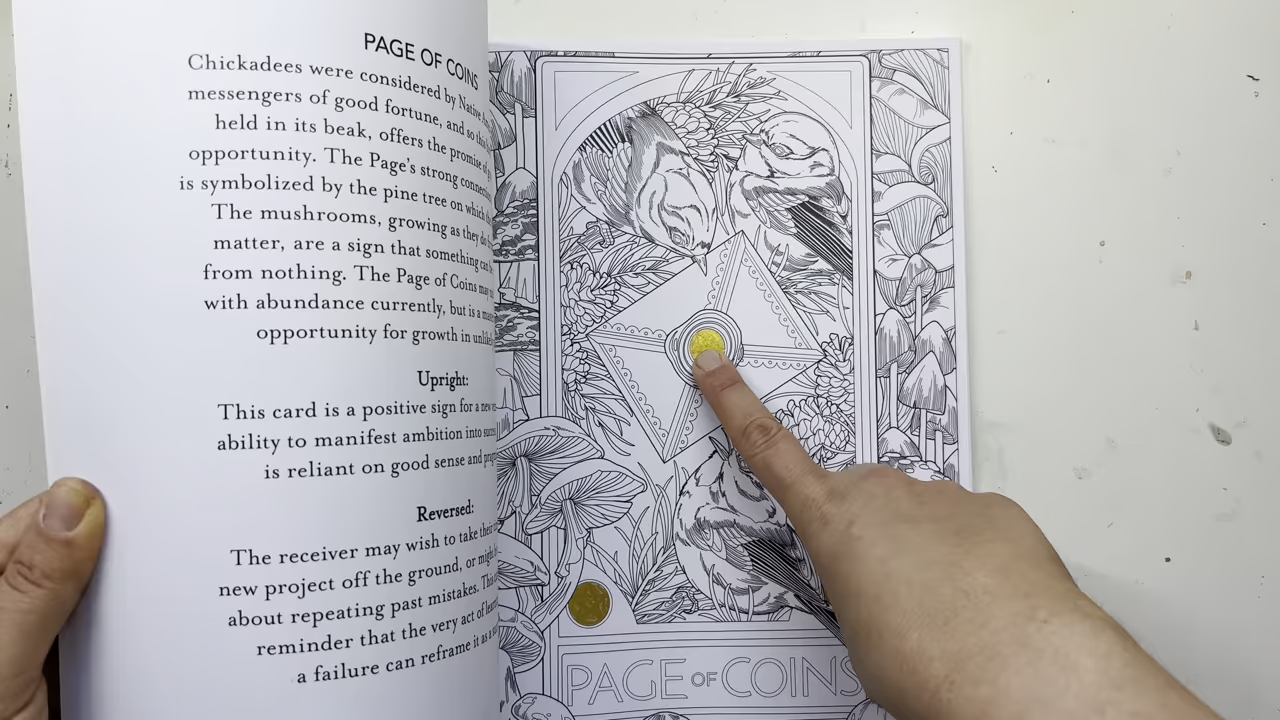 PAGE OF COINS
Chickadees were considered by Native
messengers of good fortune, and so this
held in its beak, offers the promise of
opportunity. The Page's strong connection
is symbolized by the pine tree on which
The mushrooms, growing as they do
matter, are a sign that something can be
from nothing. The Page of Coins may
with abundance currently, but is a
opportunity for growth in
Upright:
This card is a positive sign for a new
ability to manifest ambition into
is reliant on good sense and
Reversed:
The receiver may wish to take their
new project off the ground, or might
about repeating past mistakes. This
reminder that the very act of
a failure can reframe it as a
PAGE OF COINS